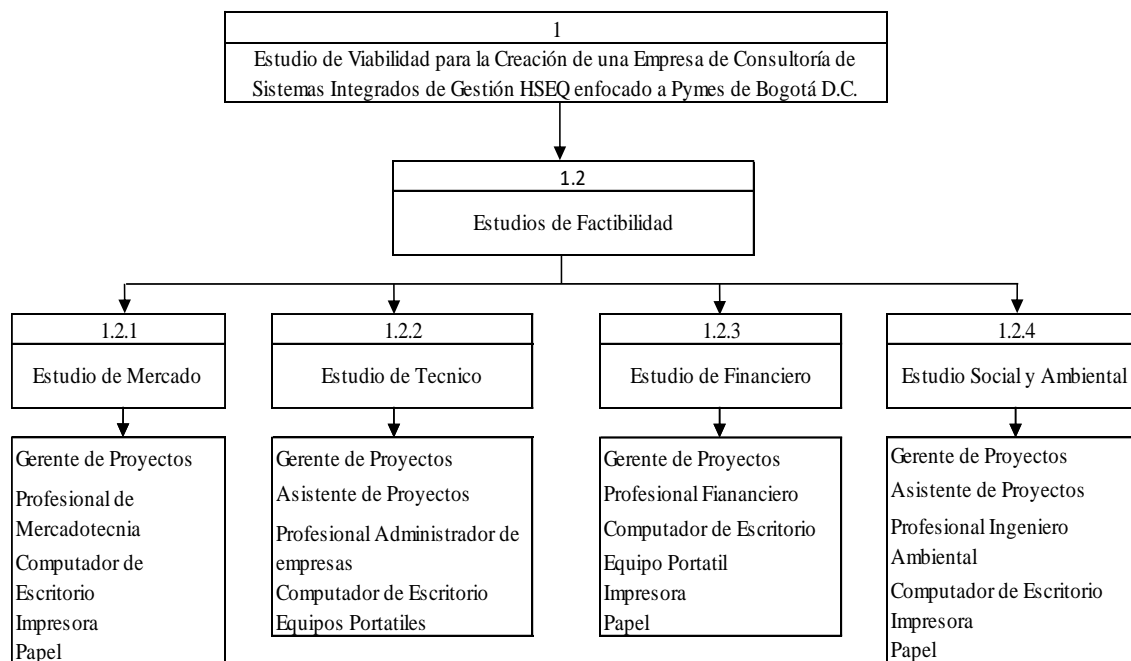 1
Estudio de Viabilidad para la Creación de una Empresa de Consultoría de
Sistemas Integrados de Gestión HSEQ enfocado a Pymes de Bogotá D.C.
1.2
Estudios de Factibilidad
1.2.1
Estudio de Mercado
Gerente de Proyectos
Profesional de
Mercadotecnia
Computador de
Escritorio
Impresora
Papel
1.2.2
Estudio de Tecnico
Gerente de Proyectos
Asistente de Proyectos
Profesional Administrador de
empresas
Computador de Escritorio
Equipos Portatiles
1.2.3
Estudio de Financiero
Gerente de Proyectos
Profesional Fiananciero
Computador de Escritorio
Equipo Portatil
Impresora
Papel
1.2.4
Estudio Social y Ambiental
Gerente de Proyectos
Asistente de Proyectos
Profesional Ingeniero
Ambiental
Computador de Escritorio
Impresora
Papel